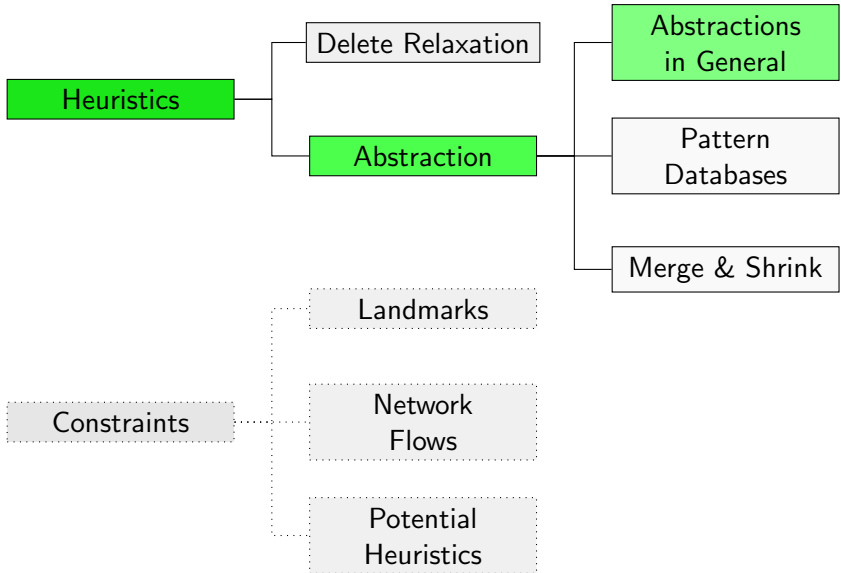 Heuristics
Delete Relaxation
Abstraction
Abstractions
in General
Pattern
Databases
Merge & Shrink
Constraints
Landmarks
Network
Flows
Potential
Heuristics